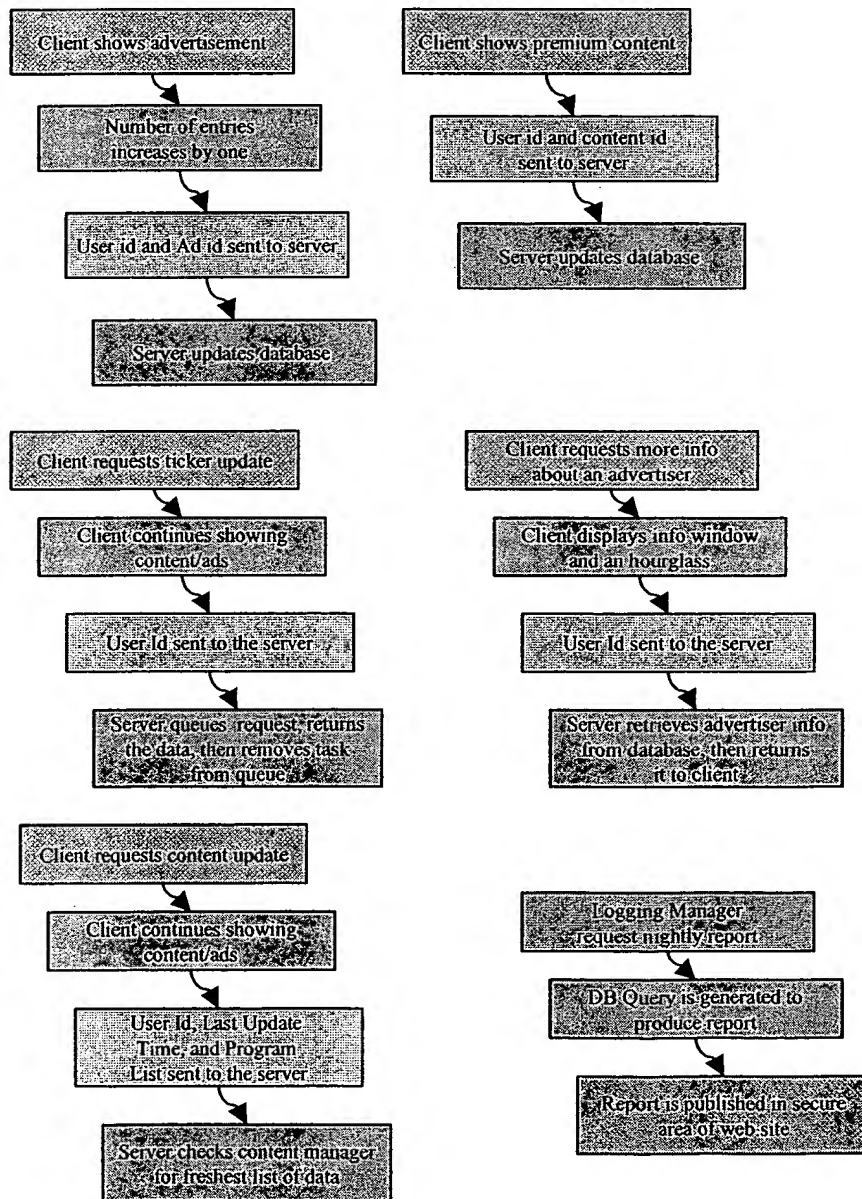 Client shows advertisement
Number of entries
increases by one
User id and Ad id sent to server
Server updates database
Client shows premium content
User id and content id
sent to server
Server updates database
Client requests ticker update
Client continues showing
content/ads
User Id sent to the server
Server queues request, returns
the data, then removes task
from queue
Client requests more info
about an advertiser
Client displays info window
and an hourglass
User Id sent to the server
Server retrieves advertiser info
from database, then returns
it to client
Client requests content update
Client continues showing
content/ads
User Id, Last Update
Time, and Program
List sent to the server
Server checks content manager
for freshest list of data
Logging Manager
request nightly report
DB Query is generated to
produce report
Report is published in secure
area of web site